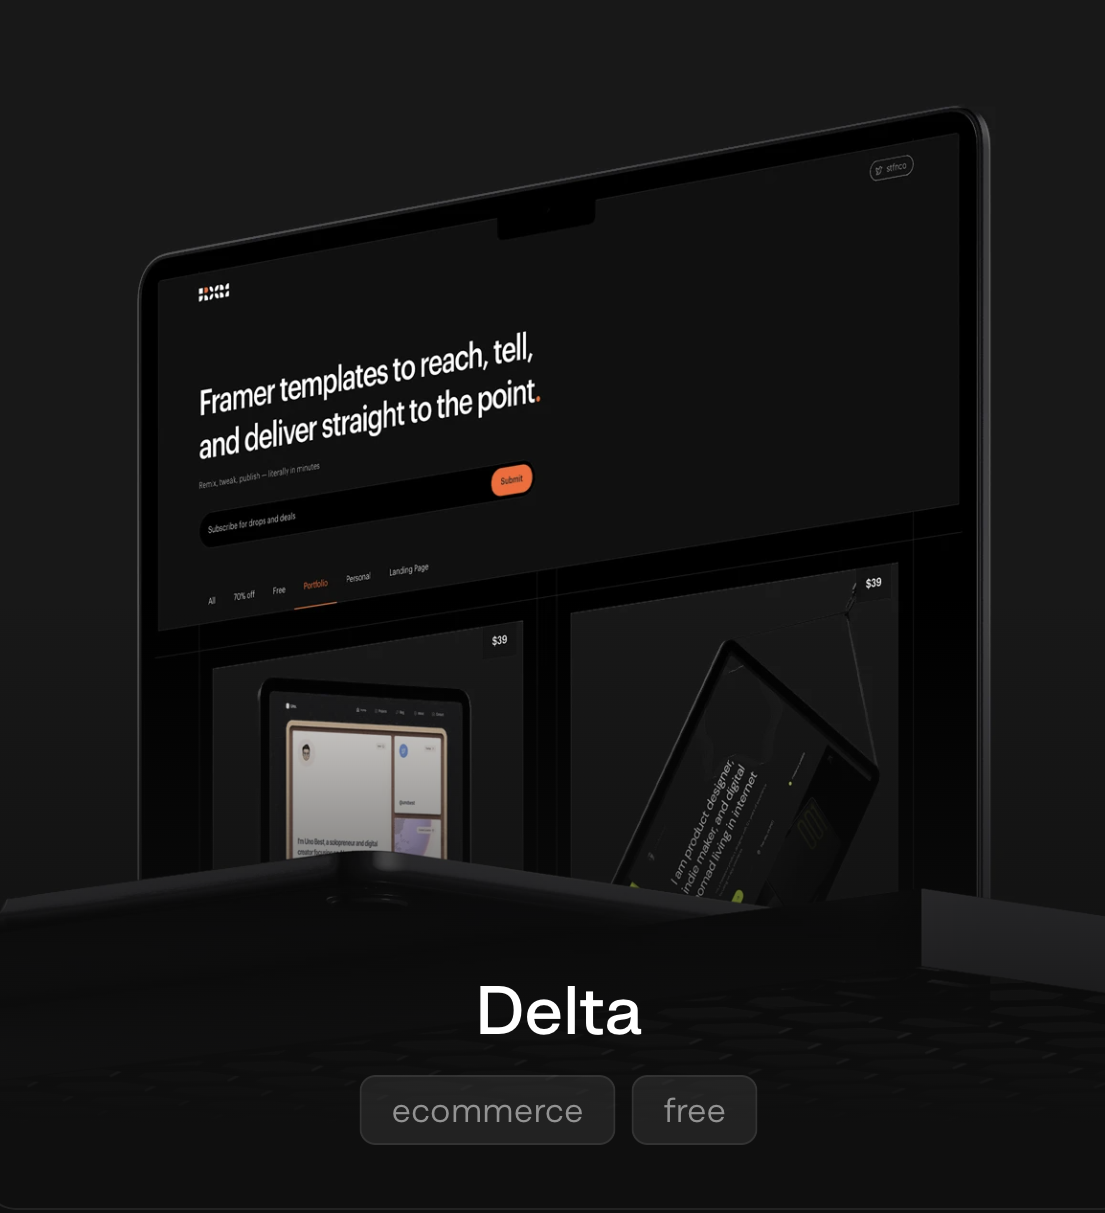 stfnco
Framer templates to reach, tell,
and deliver straight to the point.
Remix, tweak, publish — literally in minutes
Subscribe for drops and deals
Submit
All
70% off
Free
Portfolio
Personal
Landing Page
$39
$39
I'm Uno Best, a solopreneur and digital
I am product designer,
indie maker, and digital
nomad living in internet
Delta
ecommerce
free